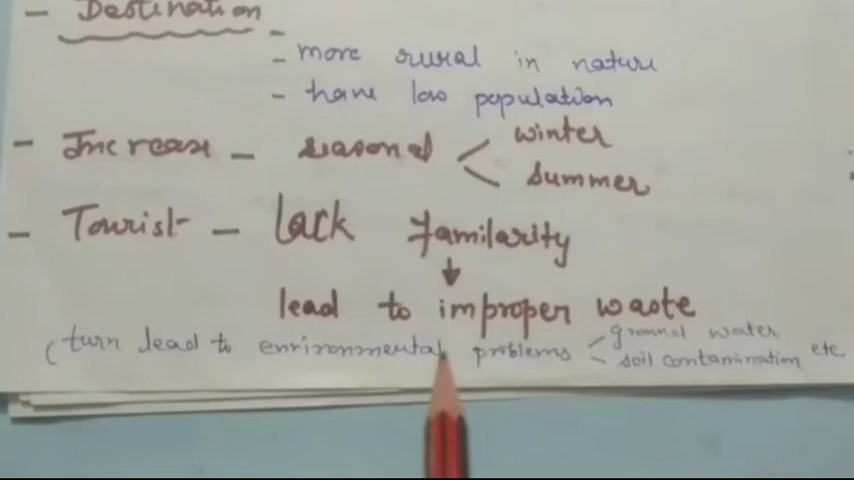 - Destination -
- more rural in nature
- have low population
- Increase - seasonal < winter
summer
- Tourist - lack familarity
↓
lead to improper waste
(turn lead to environmental problems - ground water
- soil contamination etc